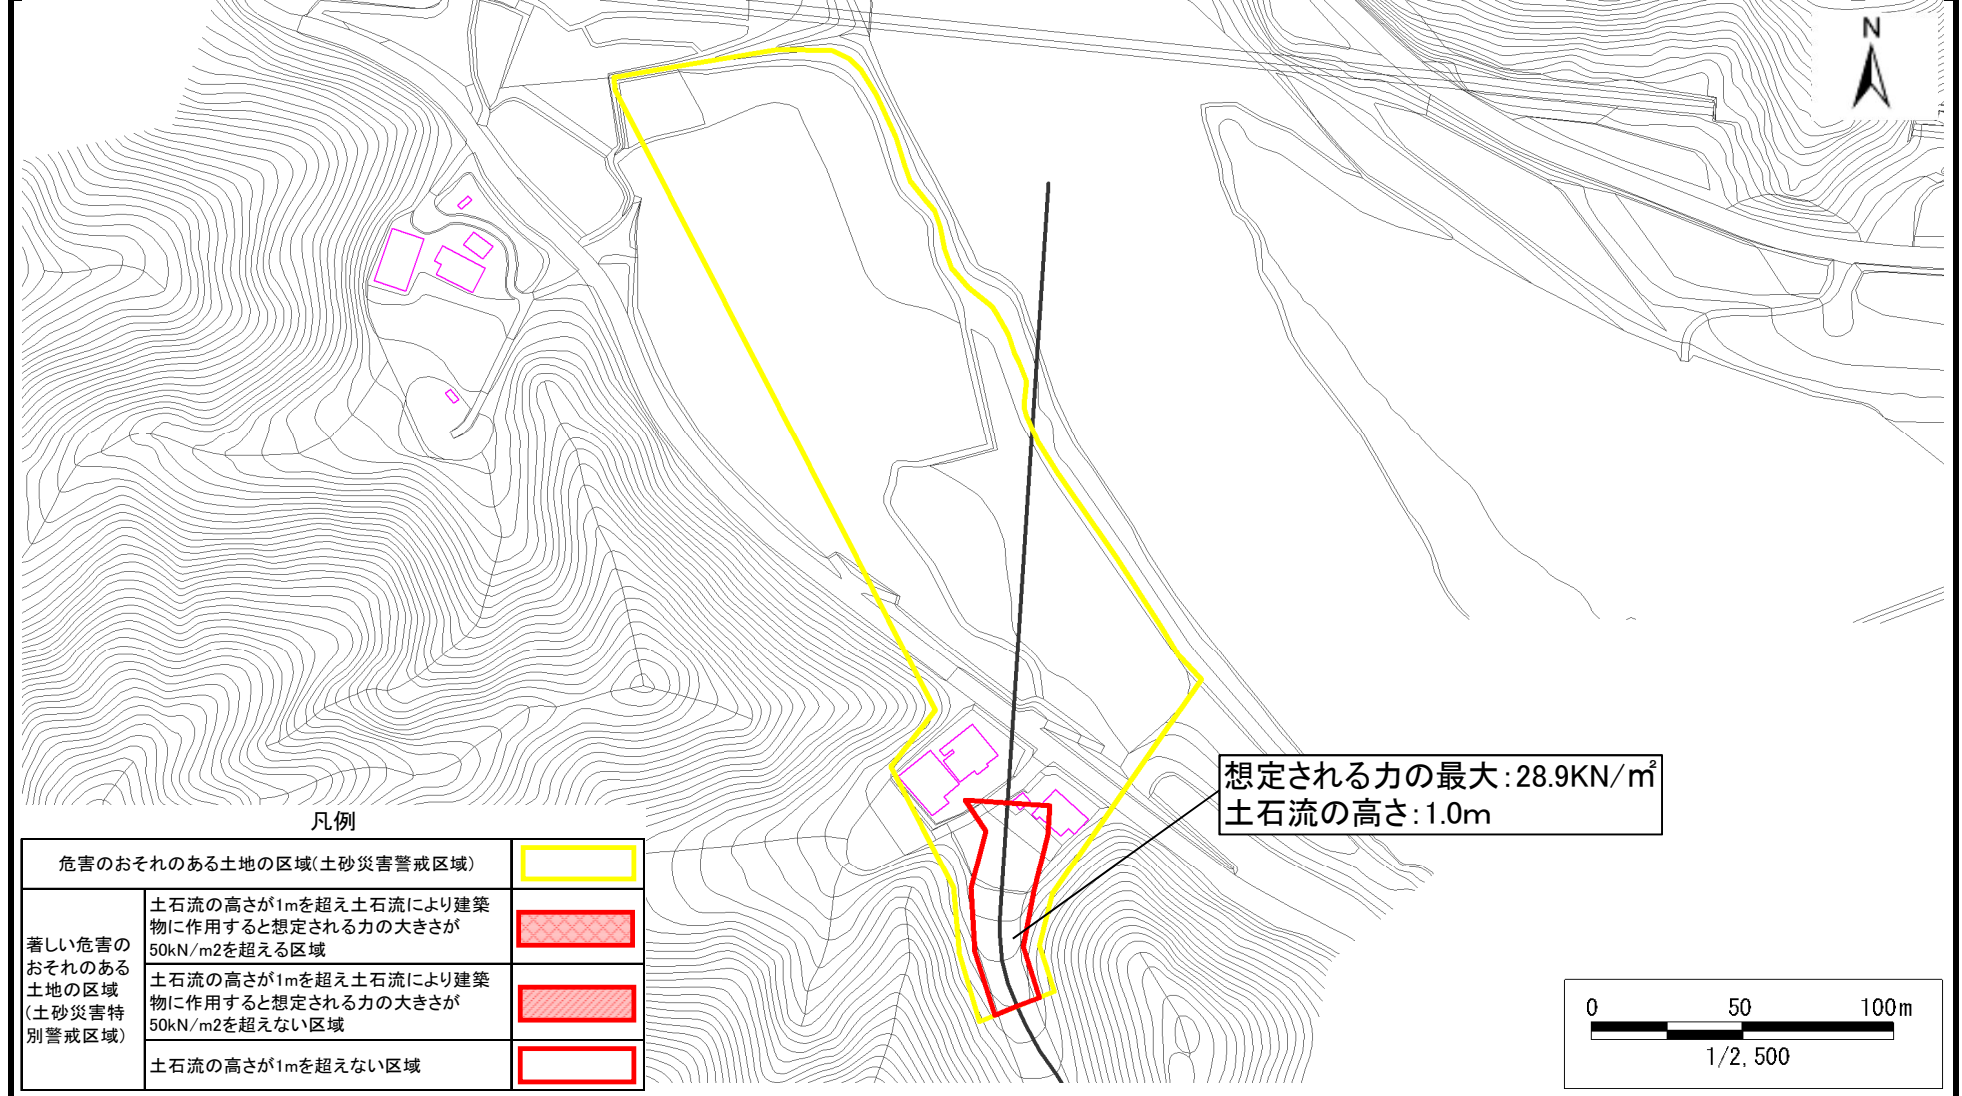 N
想定される力の最大:28.9KN/㎡
土石流の高さ:1.0m
凡例
危害のおそれのある土地の区域(土砂災害警戒区域)
著しい危害の
おそれのある
土地の区域
(土砂災害特
別警戒区域)
土石流の高さが1mを超え土石流により建築
物に作用すると想定される力の大きさが
50kN/m2を超える区域
土石流の高さが1mを超え土石流により建築
物に作用すると想定される力の大きさが
50kN/m2を超えない区域
土石流の高さが1mを超えない区域
0 50 100m
1/2,500